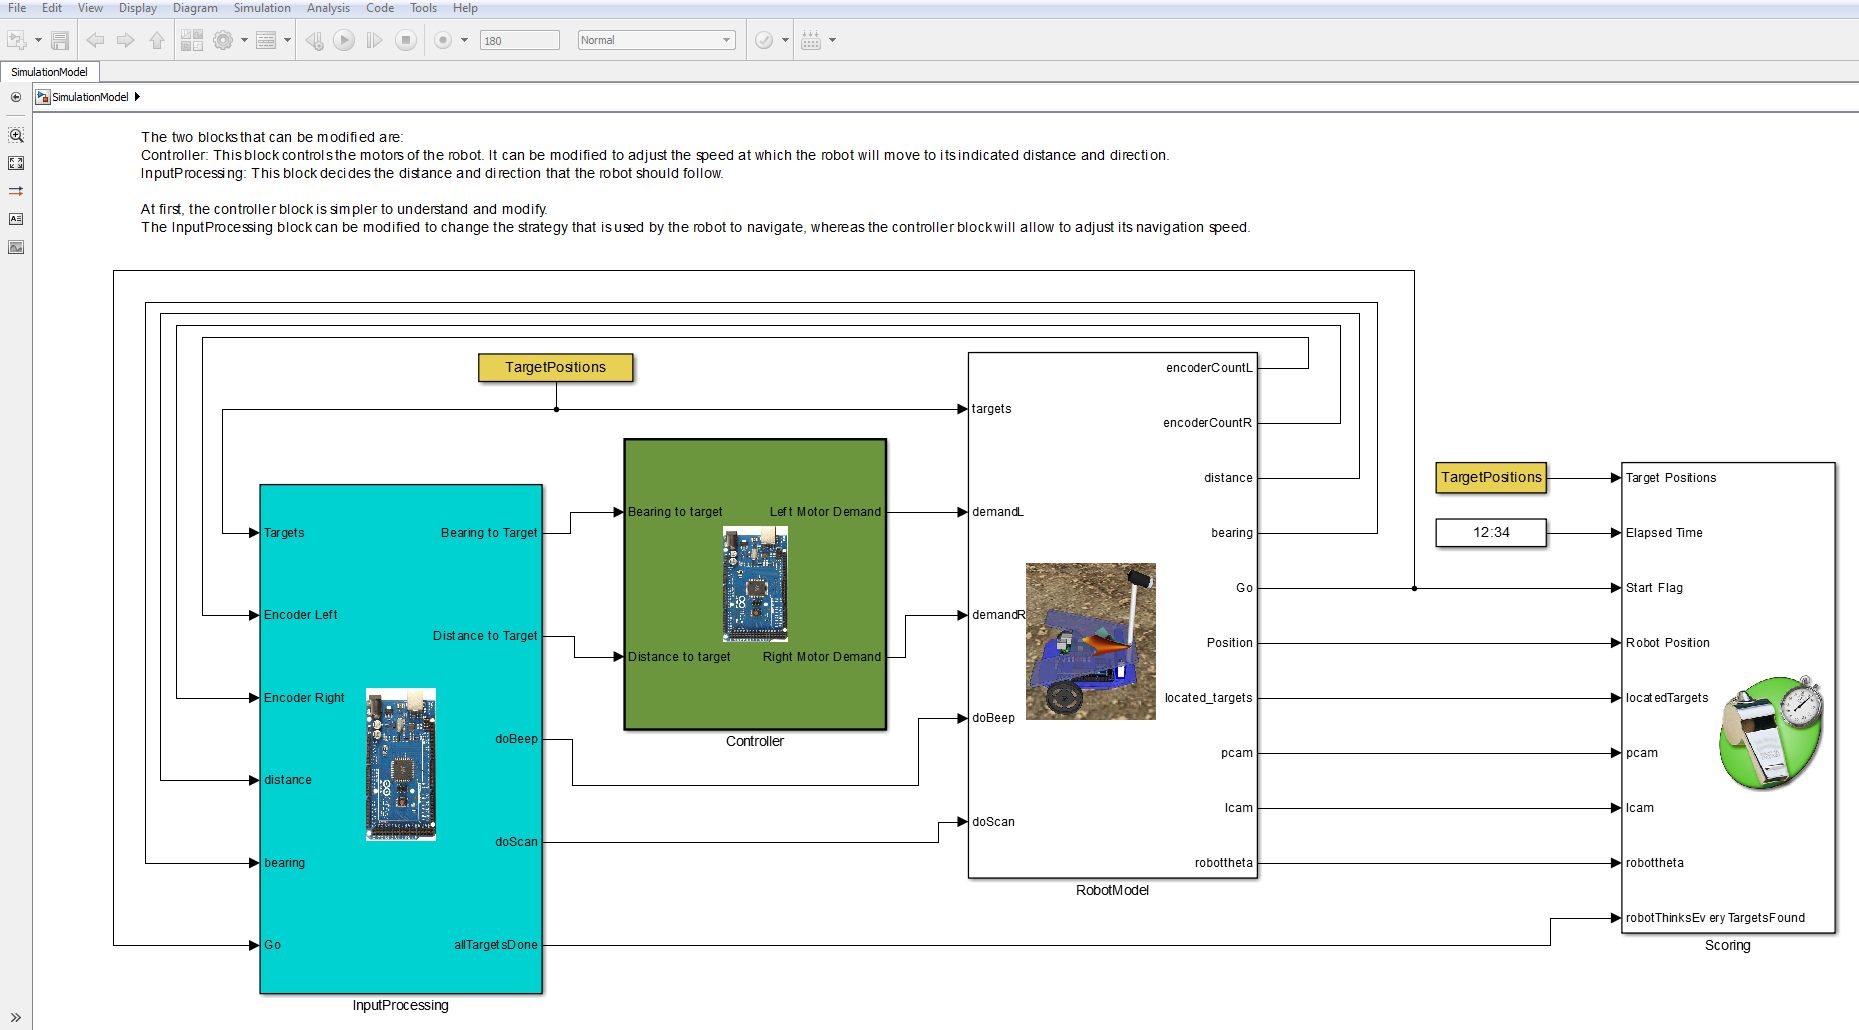 File Edit View Display Diagram Simulation Analysis Code Tools Help
180
Normal
SimulationModel
SimulationModel
The two blocks that can be modified are:
Controller: This block controls the motors of the robot. It can be modified to adjust the speed at which the robot will move to its indicated distance and direction.
InputProcessing: This block decides the distance and direction that the robot should follow.
At first, the controller block is simpler to understand and modify.
The InputProcessing block can be modified to change the strategy that is used by the robot to navigate, whereas the controller block will allow to adjust its navigation speed.
TargetPositions
Targets
Encoder Left
Encoder Right
distance
bearing
Go
Bearing to Target
Distance to Target
doBeep
doScan
allTargetsDone
InputProcessing
Bearing to target
Distance to target
Left Motor Demand
Right Motor Demand
Controller
targets
demandL
demandR
doBeep
doScan
encoderCountL
encoderCountR
distance
bearing
Go
Position
located_targets
pcam
lcam
robottheta
RobotModel
TargetPositions
12:34
Target Positions
Elapsed Time
Start Flag
Robot Position
locatedTargets
pcam
lcam
robottheta
robotThinksEveryTargetsFound
Scoring